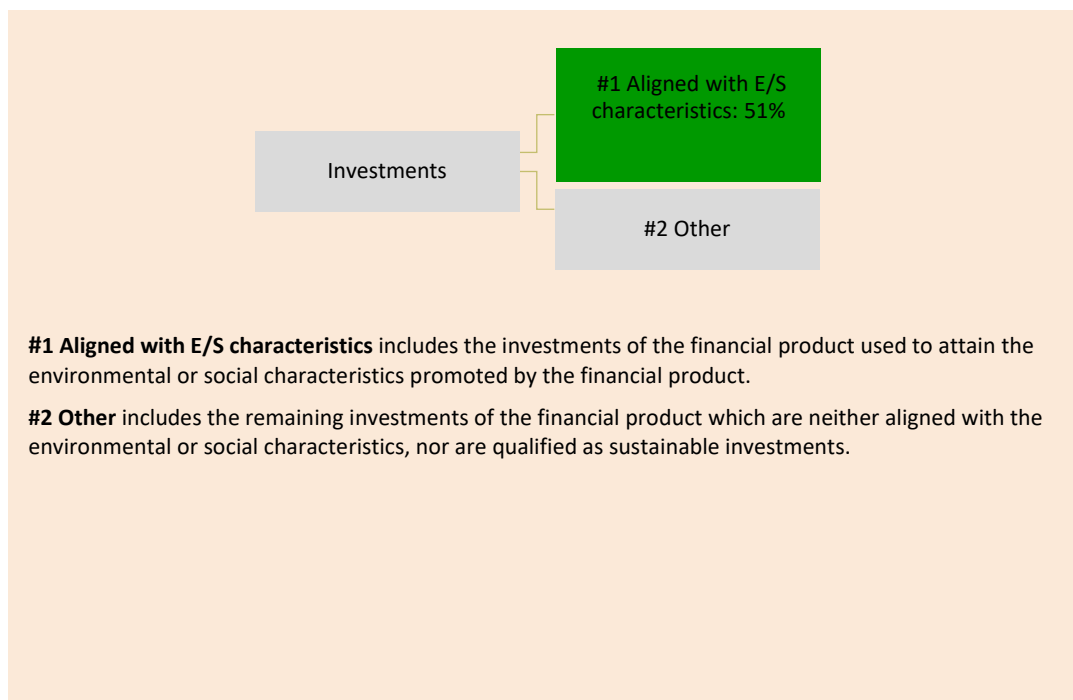 #1 Aligned with E/S
characteristics: 51%
Investments
#2 Other
#1 Aligned with E/S characteristics includes the investments of the financial product used to attain the
environmental or social characteristics promoted by the financial product.
#2 Other includes the remaining investments of the financial product which are neither aligned with the
environmental or social characteristics, nor are qualified as sustainable investments.